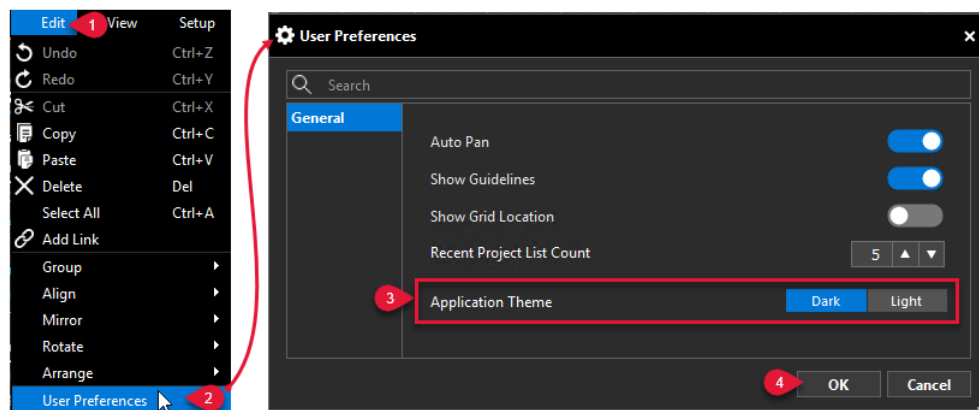 Edit 1 View Setup
Undo Ctrl+Z
Redo Ctrl+Y
Cut Ctrl+X
Copy Ctrl+C
Paste Ctrl+V
Delete Del
Select All Ctrl+A
Add Link
Group
Align
Mirror
Rotate
Arrange
User Preferences 2
User Preferences
Search
General
Auto Pan
Show Guidelines
Show Grid Location
Recent Project List Count 5
3 Application Theme Dark Light
4 OK Cancel